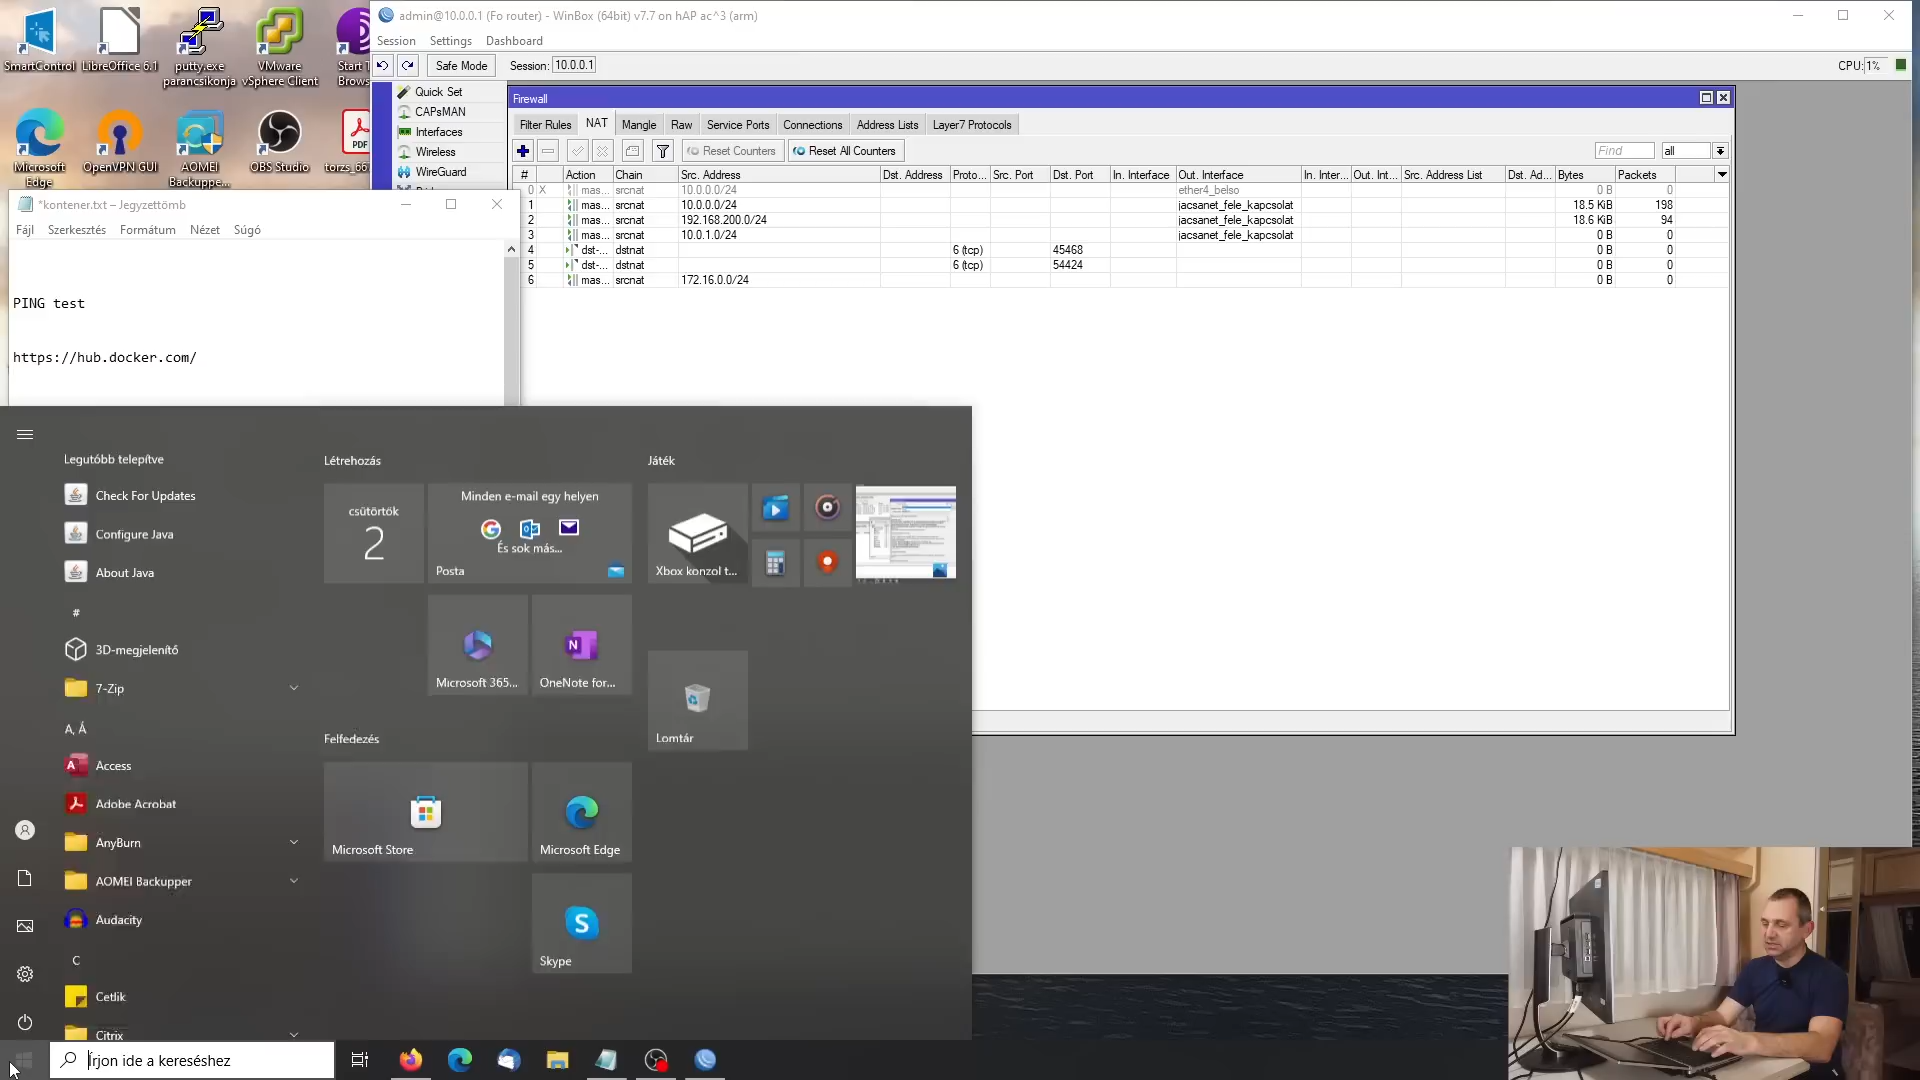 SmartControl
LibreOffice 6.1
putty.exe
parancsikonja
VMware
vSphere Client
Start T
Brows
Microsoft
Edge
OpenVPN GUI
AOMEI
Backuppe...
OBS Studio
PDF
admin@10.0.0.1 (Fo router) - WinBox (64bit) v7.7 on hAP ac^3 (arm)
Session
Settings
Dashboard
Safe Mode
Session: 10.0.0.1
CPU: 1%
Quick Set
CAPsMAN
Interfaces
Wireless
WireGuard
Firewall
Filter Rules
NAT
Mangle
Raw
Service Ports
Connections
Address Lists
Layer7 Protocols
Reset Counters
Reset All Counters
Find
all
# Action Chain Src. Address Dst. Address Proto... Src. Port Dst. Port In. Interface Out. Interface In. Inter... Out. Int... Src. Address List Dst. Ad... Bytes Packets
0 X mas... srcnat 10.0.0.0/24 ether4_belso 0 B 0
1 mas... srcnat 10.0.0.0/24 jacsanet_fele_kapcsolat 18.5 KiB 198
2 mas... srcnat 192.168.200.0/24 jacsanet_fele_kapcsolat 18.6 KiB 94
3 mas... srcnat 10.0.1.0/24 jacsanet_fele_kapcsolat 0 B 0
4 dst-... dstnat 6 (tcp) 45468 0 B 0
5 dst-... dstnat 6 (tcp) 54424 0 B 0
6 mas... srcnat 172.16.0.0/24 0 B 0
*kontener.txt – Jegyzettömb
Fájl
Szerkesztés
Formátum
Nézet
Súgó
PING test
https://hub.docker.com/
Legutóbb telepítve
Check For Updates
Configure Java
About Java
#
3D-megjelenítő
7-Zip
A, Á
Access
Adobe Acrobat
AnyBurn
AOMEI Backupper
Audacity
C
Cetlik
Citrix
Létrehozás
csütörtök
2
Minden e-mail egy helyen
És sok más...
Posta
Microsoft 365...
OneNote for...
Felfedezés
Microsoft Store
Microsoft Edge
Skype
Játék
Xbox konzol t...
Lomtár
Írjon ide a kereséshez